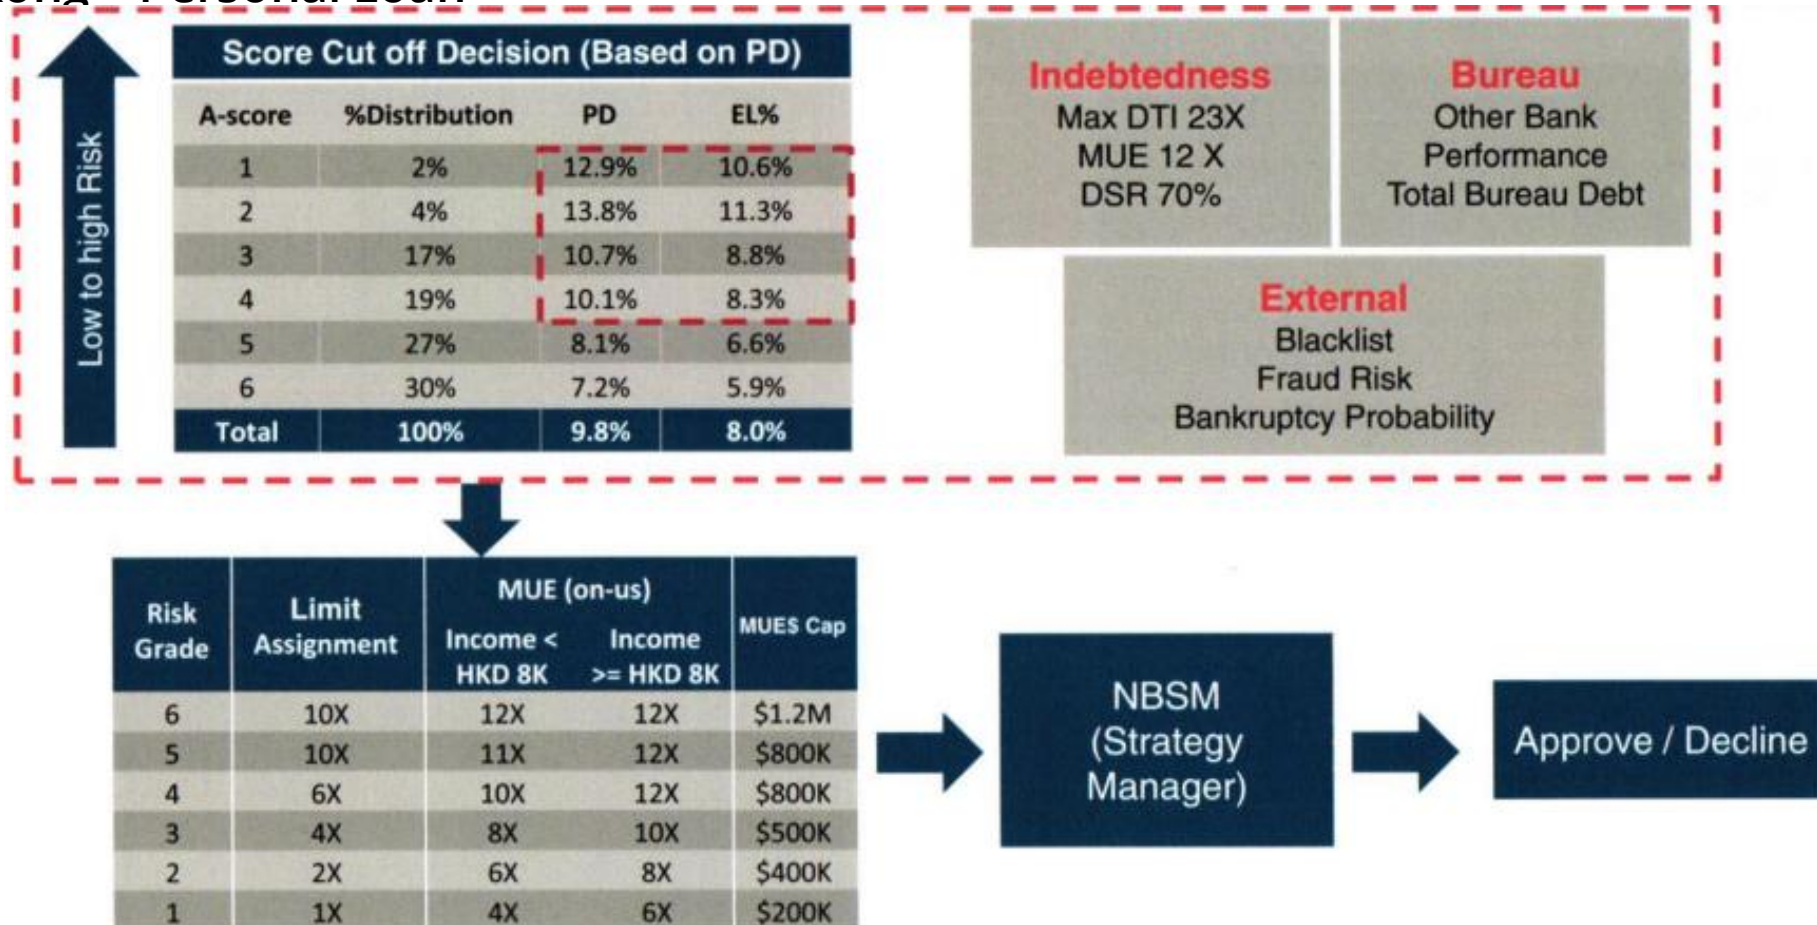 Personal Loan
Low to high Risk
Score Cut off Decision (Based on PD)
A-score %Distribution PD EL%
1 2% 12.9% 10.6%
2 4% 13.8% 11.3%
3 17% 10.7% 8.8%
4 19% 10.1% 8.3%
5 27% 8.1% 6.6%
6 30% 7.2% 5.9%
Total 100% 9.8% 8.0%
Indebtedness
Max DTI 23X
MUE 12 X
DSR 70%
Bureau
Other Bank
Performance
Total Bureau Debt
External
Blacklist
Fraud Risk
Bankruptcy Probability
Risk Grade
Limit Assignment
MUE (on-us)
Income < HKD 8K
Income >= HKD 8K
MUE$ Cap
6 10X 12X 12X $1.2M
5 10X 11X 12X $800K
4 6X 10X 12X $800K
3 4X 8X 10X $500K
2 2X 6X 8X $400K
1 1X 4X 6X $200K
NBSM
(Strategy
Manager)
Approve / Decline